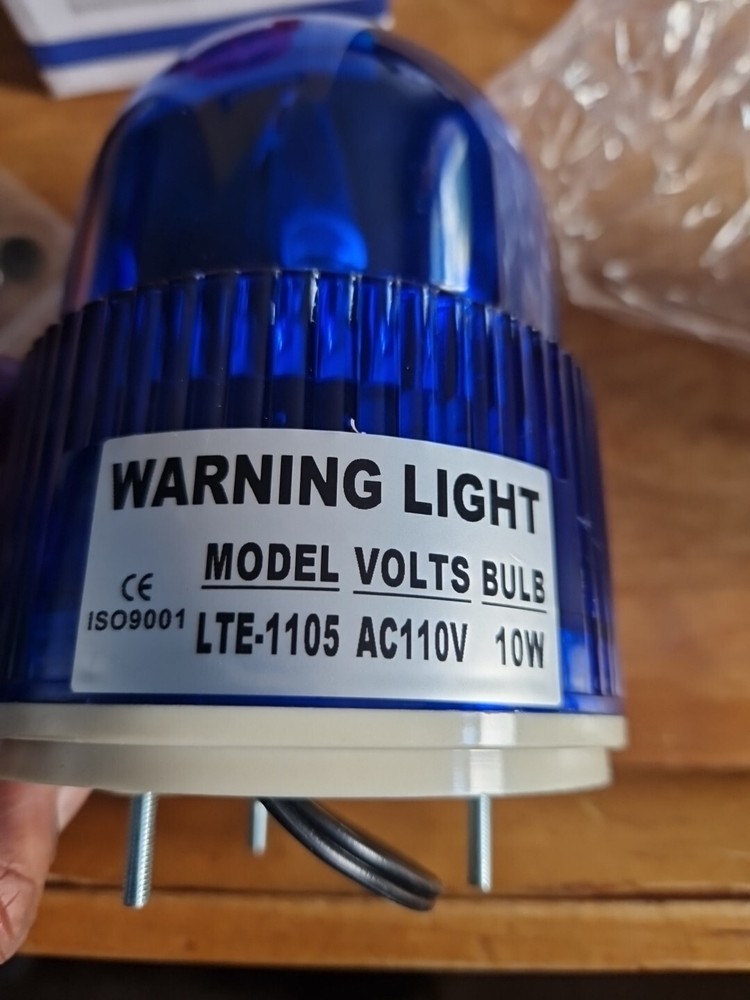 WARNING LIGHT
MODEL VOLTS BULB
CE
ISO9001 LTE-1105 AC110V 10W